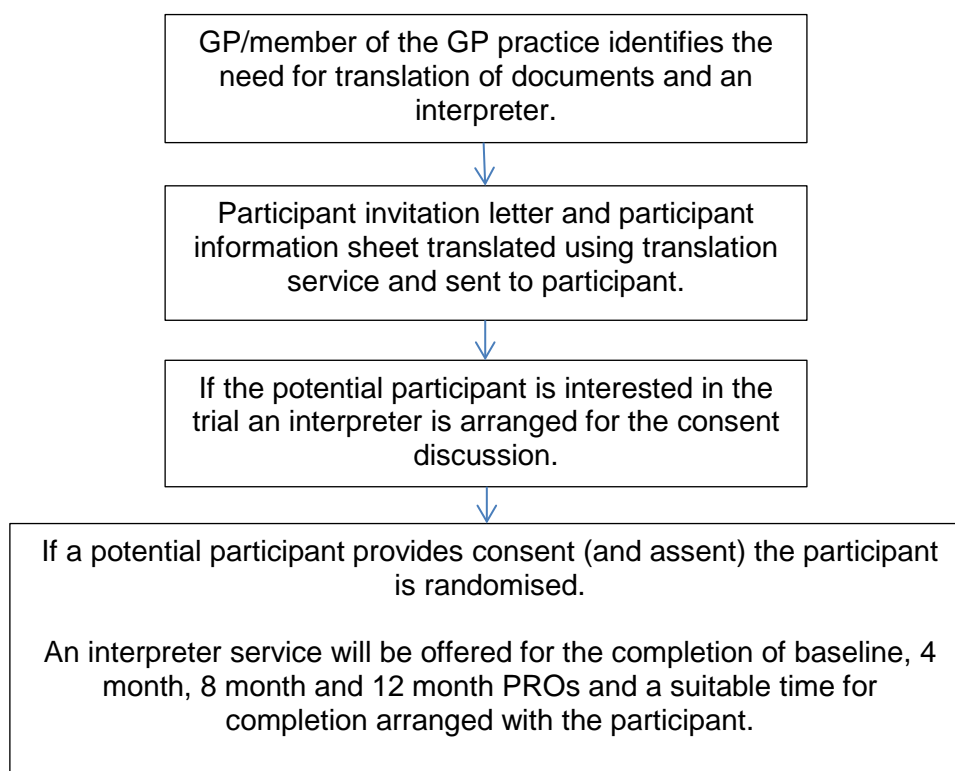 GP/member of the GP practice identifies the
need for translation of documents and an
interpreter.
Participant invitation letter and participant
information sheet translated using translation
service and sent to participant.
If the potential participant is interested in the
trial an interpreter is arranged for the consent
discussion.
If a potential participant provides consent (and assent) the participant
is randomised.
An interpreter service will be offered for the completion of baseline, 4
month, 8 month and 12 month PROs and a suitable time for
completion arranged with the participant.